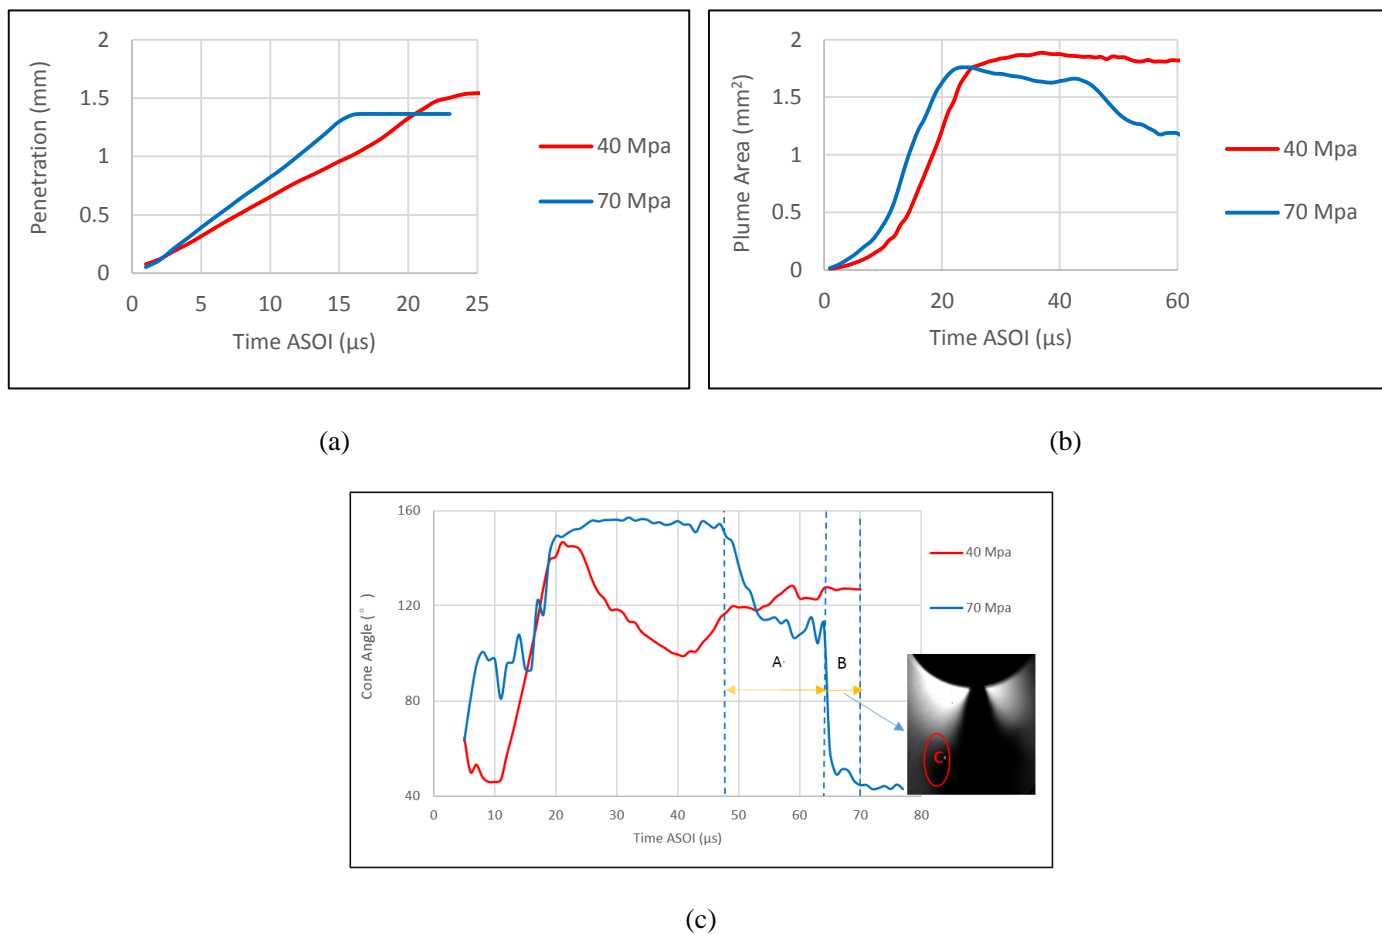 2
1.5
1
0.5
0
0 5 10 15 20 25
Penetration (mm)
Time ASOI (µs)
40 Mpa
70 Mpa
(a)
2
1.5
1
0.5
0
0 20 40 60
Plume Area (mm²)
Time ASOI (µs)
40 Mpa
70 Mpa
(b)
160
120
80
40
0 10 20 30 40 50 60 70 80
Cone Angle (°)
Time ASOI (µs)
40 Mpa
70 Mpa
A
B
C
(c)